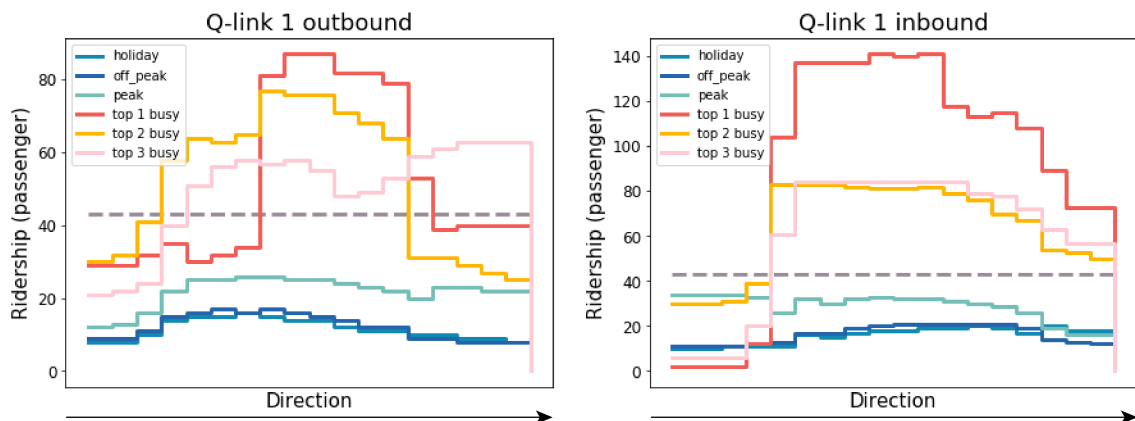 Q-link 1 outbound
Ridership (passenger)
80
60
40
20
0
holiday
off_peak
peak
top 1 busy
top 2 busy
top 3 busy
Direction
Q-link 1 inbound
Ridership (passenger)
140
120
100
80
60
40
20
0
holiday
off_peak
peak
top 1 busy
top 2 busy
top 3 busy
Direction